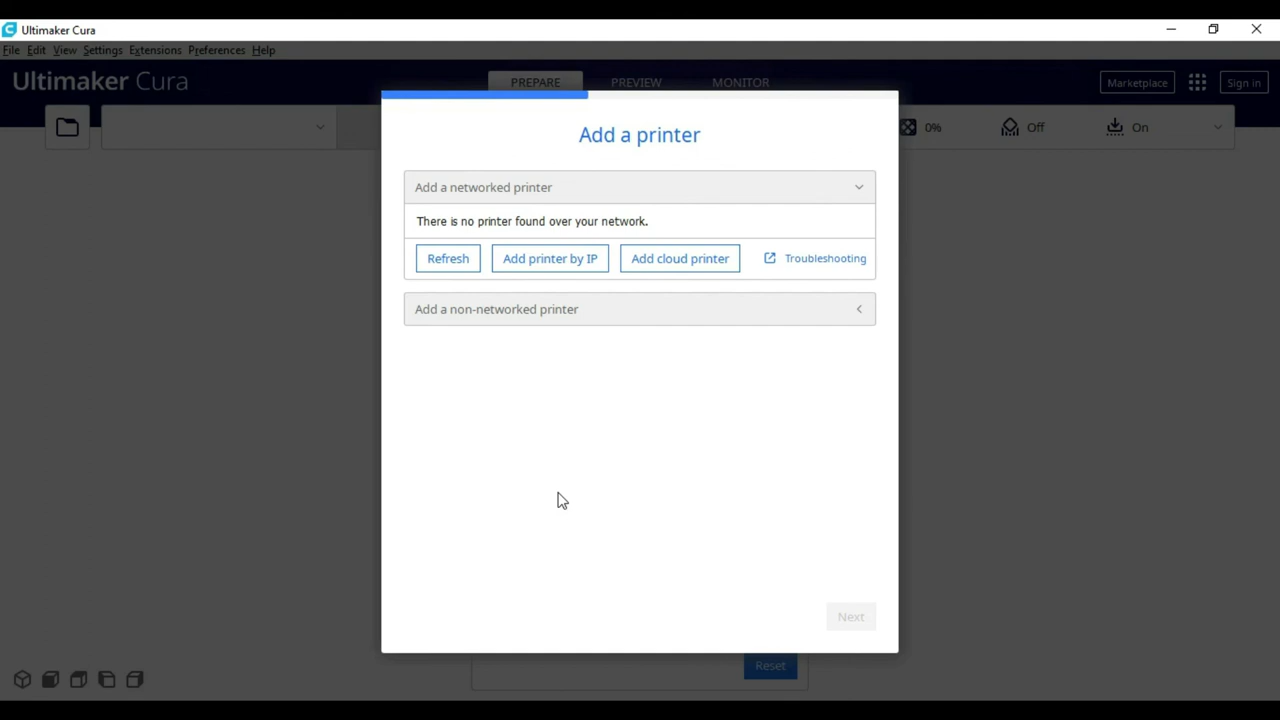 Ultimaker Cura
File Edit View Settings Extensions Preferences Help
Ultimaker Cura PREPARE PREVIEW MONITOR Marketplace Sign in
0% Off On
Add a printer
Add a networked printer
There is no printer found over your network.
Refresh Add printer by IP Add cloud printer Troubleshooting
Add a non-networked printer
Next
Reset